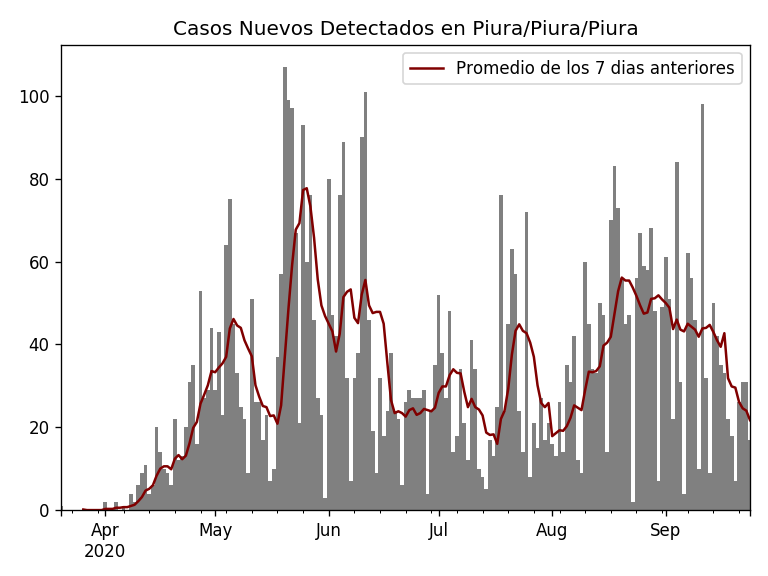 Casos Nuevos Detectados en Piura/Piura/Piura
Promedio de los 7 dias anteriores
100
80
60
40
20
0
Apr May Jun Jul Aug Sep
2020